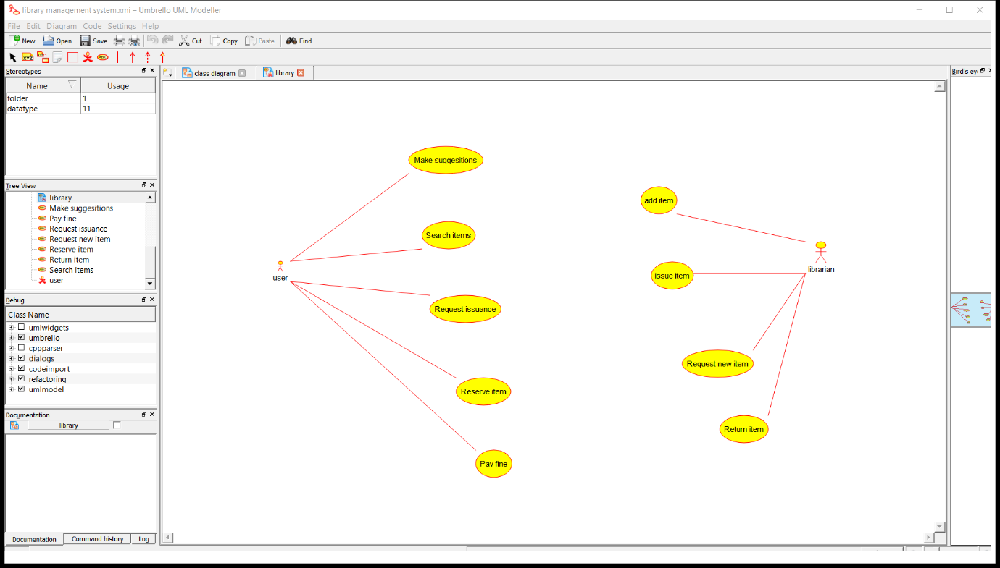 library management system.xmi – Umbrello UML Modeller
File Edit Diagram Code Settings Help
New Open Save Cut Copy Paste Find
XYZ ABC
Stereotypes
Name Usage
folder 1
datatype 11
Tree View
library
Make suggesitions
Pay fine
Request issuance
Request new item
Reserve item
Return item
Search items
user
Debug
Class Name
umlwidgets
umbrello
cppparser
dialogs
codeimport
refactoring
umlmodel
Documentation
library
Documentation Command history Log
class diagram library
Make suggesitions
Search items
user
Request issuance
Reserve item
Pay fine
add item
librarian
issue item
Request new item
Return item
Bird's ey